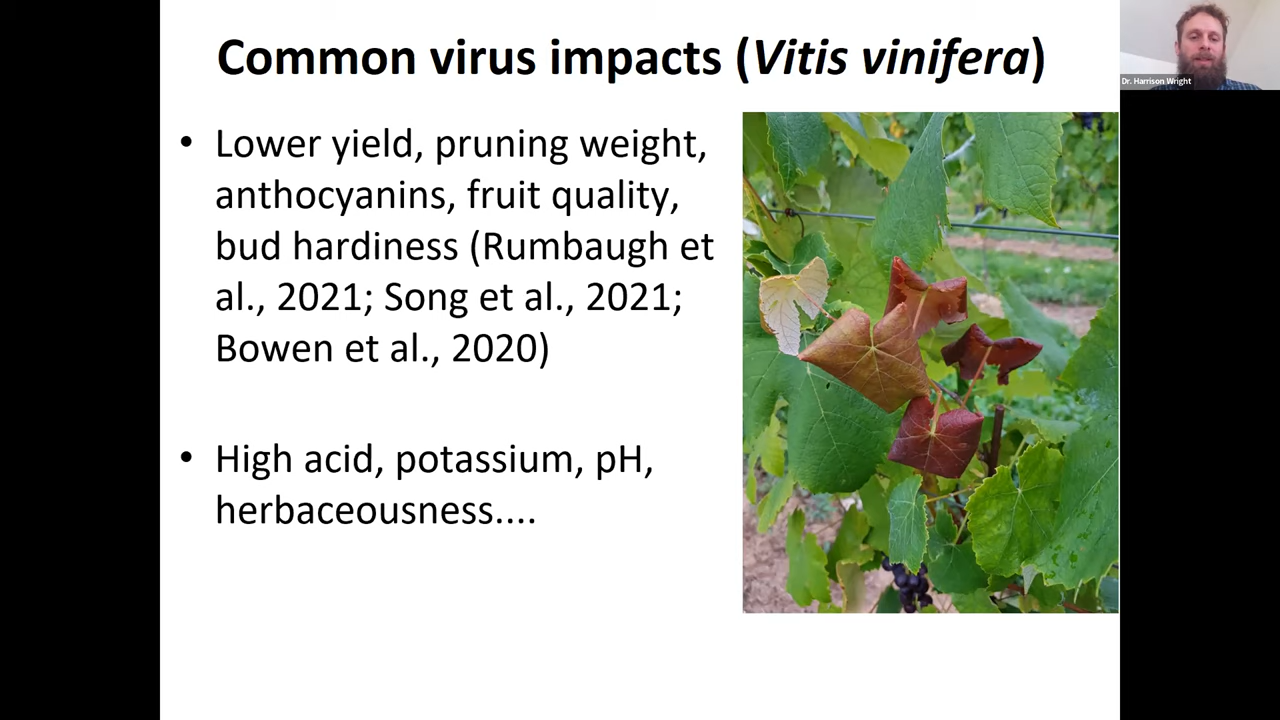 Common virus impacts (Vitis vinifera)
Dr. Harrison Wright
• Lower yield, pruning weight,
anthocyanins, fruit quality,
bud hardiness (Rumbaugh et
al., 2021; Song et al., 2021;
Bowen et al., 2020)
• High acid, potassium, pH,
herbaceousness....